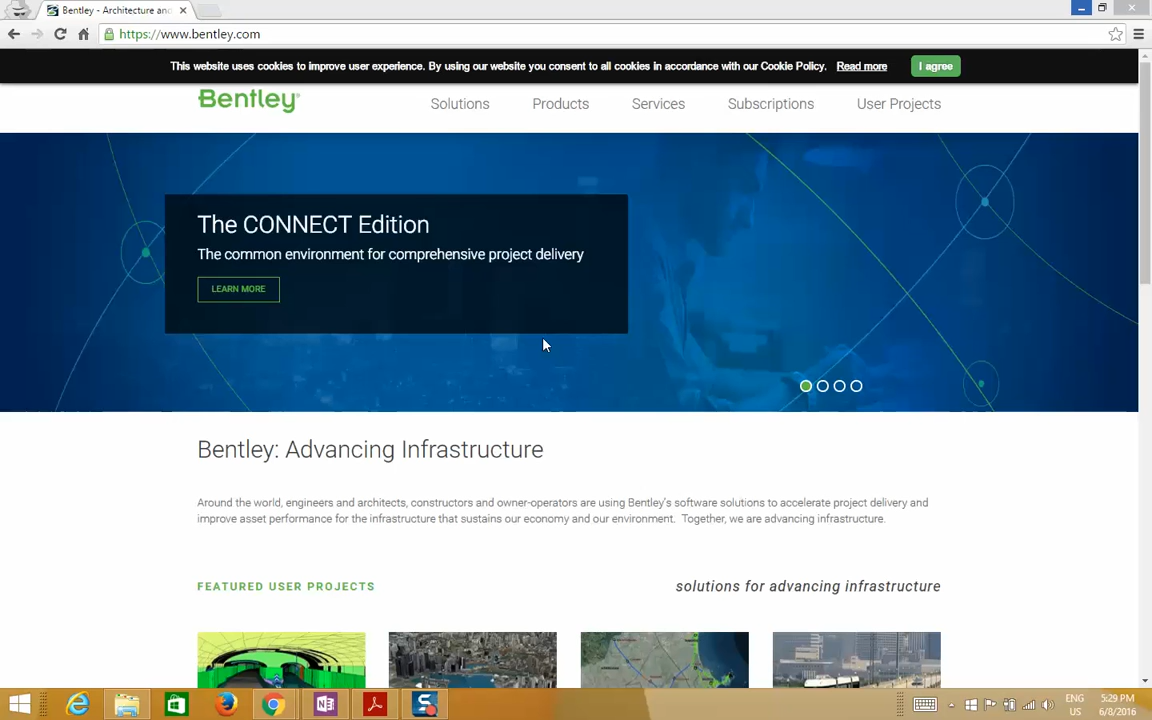 Bentley - Architecture and
https://www.bentley.com
This website uses cookies to improve user experience. By using our website you consent to all cookies in accordance with our Cookie Policy. Read more I agree
Bentley®
Solutions Products Services Subscriptions User Projects
The CONNECT Edition
The common environment for comprehensive project delivery
LEARN MORE
Bentley: Advancing Infrastructure
Around the world, engineers and architects, constructors and owner-operators are using Bentley's software solutions to accelerate project delivery and
improve asset performance for the infrastructure that sustains our economy and our environment. Together, we are advancing infrastructure.
FEATURED USER PROJECTS
solutions for advancing infrastructure
ENG 5:29 PM
US 6/8/2016